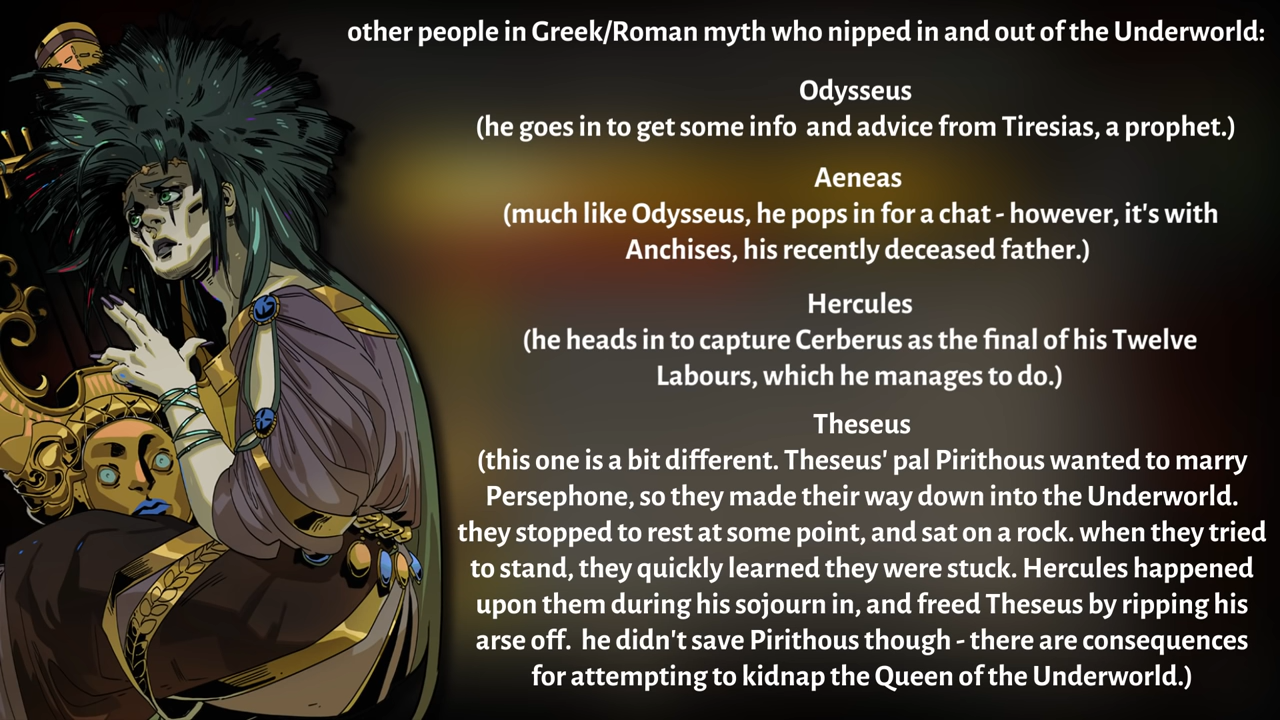 other people in Greek/Roman myth who nipped in and out of the Underworld:
Odysseus
(he goes in to get some info  and advice from Tiresias, a prophet.)
Aeneas
(much like Odysseus, he pops in for a chat - however, it's with
Anchises, his recently deceased father.)
Hercules
(he heads in to capture Cerberus as the final of his Twelve
Labours, which he manages to do.)
Theseus
(this one is a bit different. Theseus' pal Pirithous wanted to marry
Persephone, so they made their way down into the Underworld.
they stopped to rest at some point, and sat on a rock. when they tried
to stand, they quickly learned they were stuck. Hercules happened
upon them during his sojourn in, and freed Theseus by ripping his
arse off.  he didn't save Pirithous though - there are consequences
for attempting to kidnap the Queen of the Underworld.)